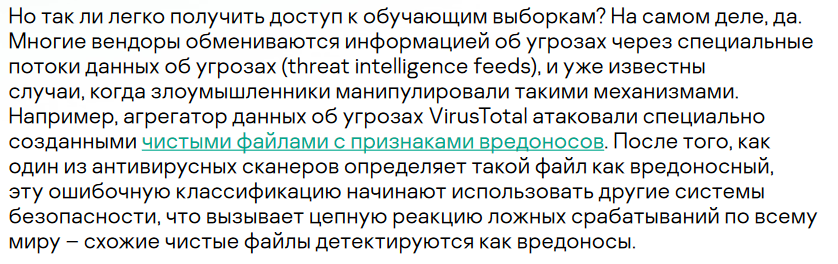 Но так ли легко получить доступ к обучающим выборкам? На самом деле, да.
Многие вендоры обмениваются информацией об угрозах через специальные
потоки данных об угрозах (threat intelligence feeds), и уже известны
случаи, когда злоумышленники манипулировали такими механизмами.
Например, агрегатор данных об угрозах VirusTotal атаковали специально
созданными чистыми файлами с признаками вредоносов. После того, как
один из антивирусных сканеров определяет такой файл как вредоносный,
эту ошибочную классификацию начинают использовать другие системы
безопасности, что вызывает цепную реакцию ложных срабатываний по всему
миру – схожие чистые файлы детектируются как вредоносы.